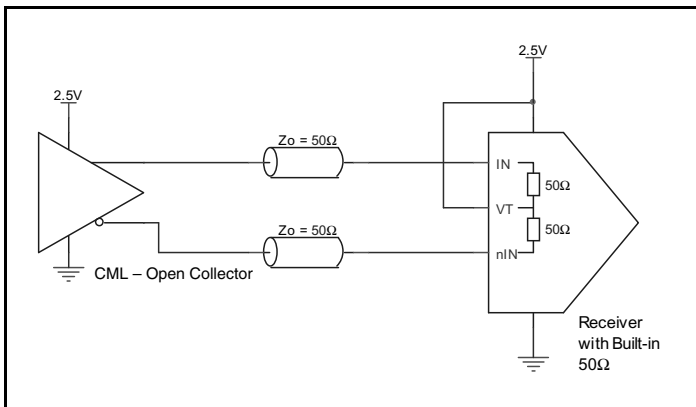 2.5V
2.5V
Zo = 50Ω
IN
50Ω
VT
50Ω
Zo = 50Ω
nIN
CML – Open Collector
Receiver
with Built-in
50Ω